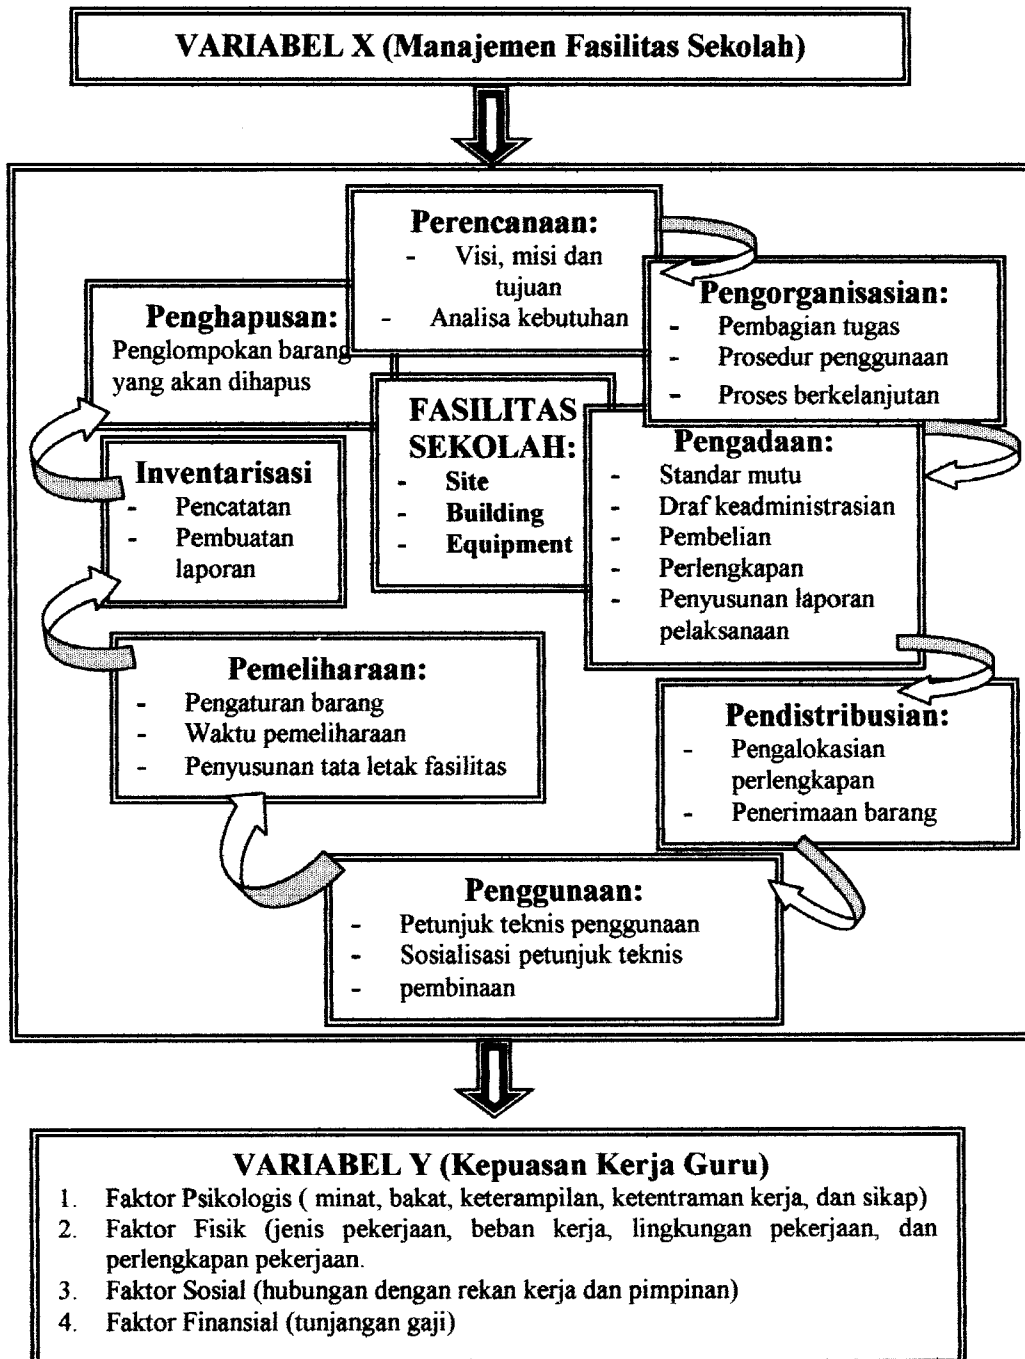 VARIABEL X (Manajemen Fasilitas Sekolah)
Perencanaan:
- Visi, misi dan
tujuan
- Analisa kebutuhan
Pengorganisasian:
- Pembagian tugas
- Prosedur penggunaan
- Proses berkelanjutan
Penghapusan:
Penglompokan barang
yang akan dihapus
FASILITAS
SEKOLAH:
- Site
- Building
- Equipment
Pengadaan:
- Standar mutu
- Draf keadministrasian
- Pembelian
- Perlengkapan
- Penyusunan laporan
pelaksanaan
Inventarisasi
- Pencatatan
- Pembuatan
laporan
Pemeliharaan:
- Pengaturan barang
- Waktu pemeliharaan
- Penyusunan tata letak fasilitas
Pendistribusian:
- Pengalokasian
perlengkapan
- Penerimaan barang
Penggunaan:
- Petunjuk teknis penggunaan
- Sosialisasi petunjuk teknis
- pembinaan
VARIABEL Y (Kepuasan Kerja Guru)
1. Faktor Psikologis ( minat, bakat, keterampilan, ketentraman kerja, dan sikap)
2. Faktor Fisik (jenis pekerjaan, beban kerja, lingkungan pekerjaan, dan
perlengkapan pekerjaan.
3. Faktor Sosial (hubungan dengan rekan kerja dan pimpinan)
4. Faktor Finansial (tunjangan gaji)